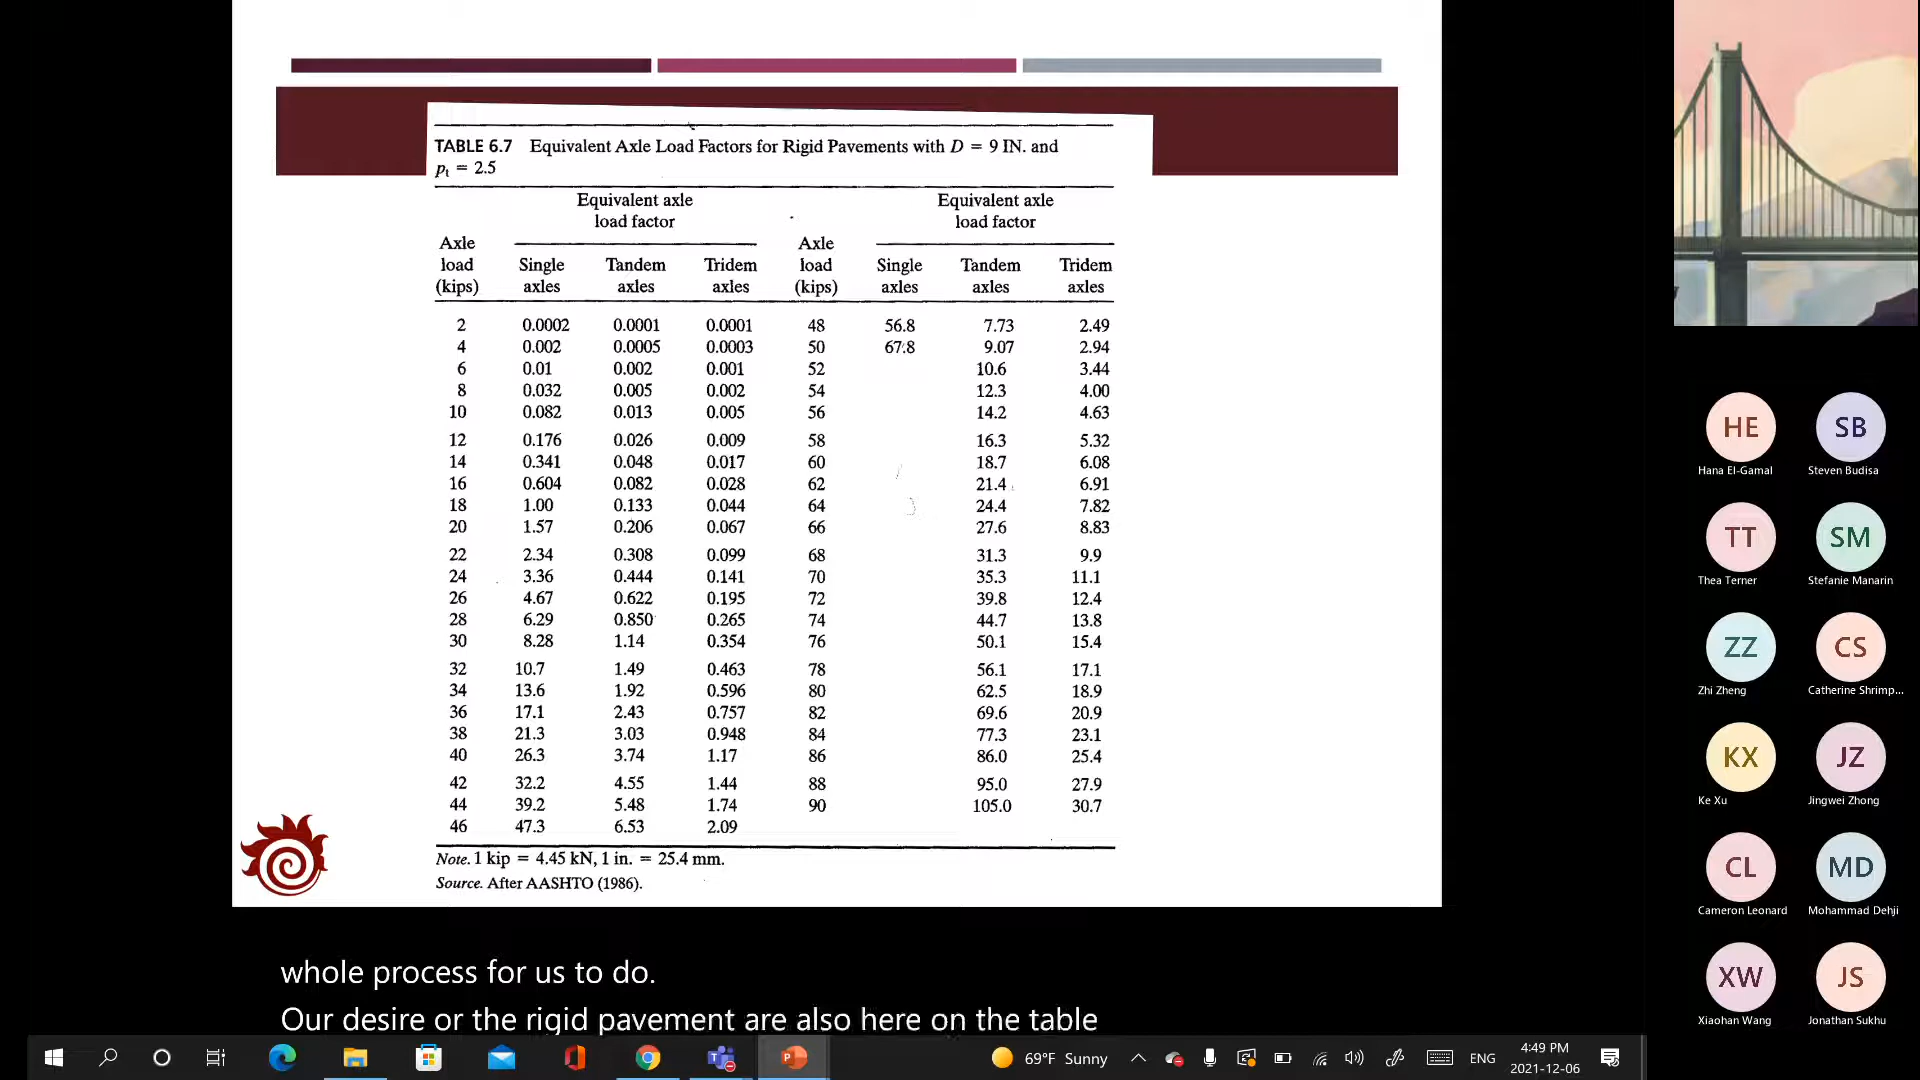 TABLE 6.7 Equivalent Axle Load Factors for Rigid Pavements with D = 9 IN. and
pt = 2.5
Equivalent axle load factor Equivalent axle load factor
Axle load (kips) Single axles Tandem axles Tridem axles Axle load (kips) Single axles Tandem axles Tridem axles
2 0.0002 0.0001 0.0001 48 56.8 7.73 2.49
4 0.002 0.0005 0.0003 50 67.8 9.07 2.94
6 0.01 0.002 0.001 52 10.6 3.44
8 0.032 0.005 0.002 54 12.3 4.00
10 0.082 0.013 0.005 56 14.2 4.63
12 0.176 0.026 0.009 58 16.3 5.32
14 0.341 0.048 0.017 60 18.7 6.08
16 0.604 0.082 0.028 62 21.4 6.91
18 1.00 0.133 0.044 64 24.4 7.82
20 1.57 0.206 0.067 66 27.6 8.83
22 2.34 0.308 0.099 68 31.3 9.9
24 3.36 0.444 0.141 70 35.3 11.1
26 4.67 0.622 0.195 72 39.8 12.4
28 6.29 0.850 0.265 74 44.7 13.8
30 8.28 1.14 0.354 76 50.1 15.4
32 10.7 1.49 0.463 78 56.1 17.1
34 13.6 1.92 0.596 80 62.5 18.9
36 17.1 2.43 0.757 82 69.6 20.9
38 21.3 3.03 0.948 84 77.3 23.1
40 26.3 3.74 1.17 86 86.0 25.4
42 32.2 4.55 1.44 88 95.0 27.9
44 39.2 5.48 1.74 90 105.0 30.7
46 47.3 6.53 2.09
Note. 1 kip = 4.45 kN, 1 in. = 25.4 mm.
Source. After AASHTO (1986).
whole process for us to do.
Our desire or the rigid pavement are also here on the table
HE SB
Hana El-Gamal Steven Budisa
TT SM
Thea Terner Stefanie Manarin
ZZ CS
Zhi Zheng Catherine Shrimp...
KX JZ
Ke Xu Jingwei Zhong
CL MD
Cameron Leonard Mohammad Dehji
XW JS
Xiaohan Wang Jonathan Sukhu
69°F Sunny ENG 4:49 PM
2021-12-06